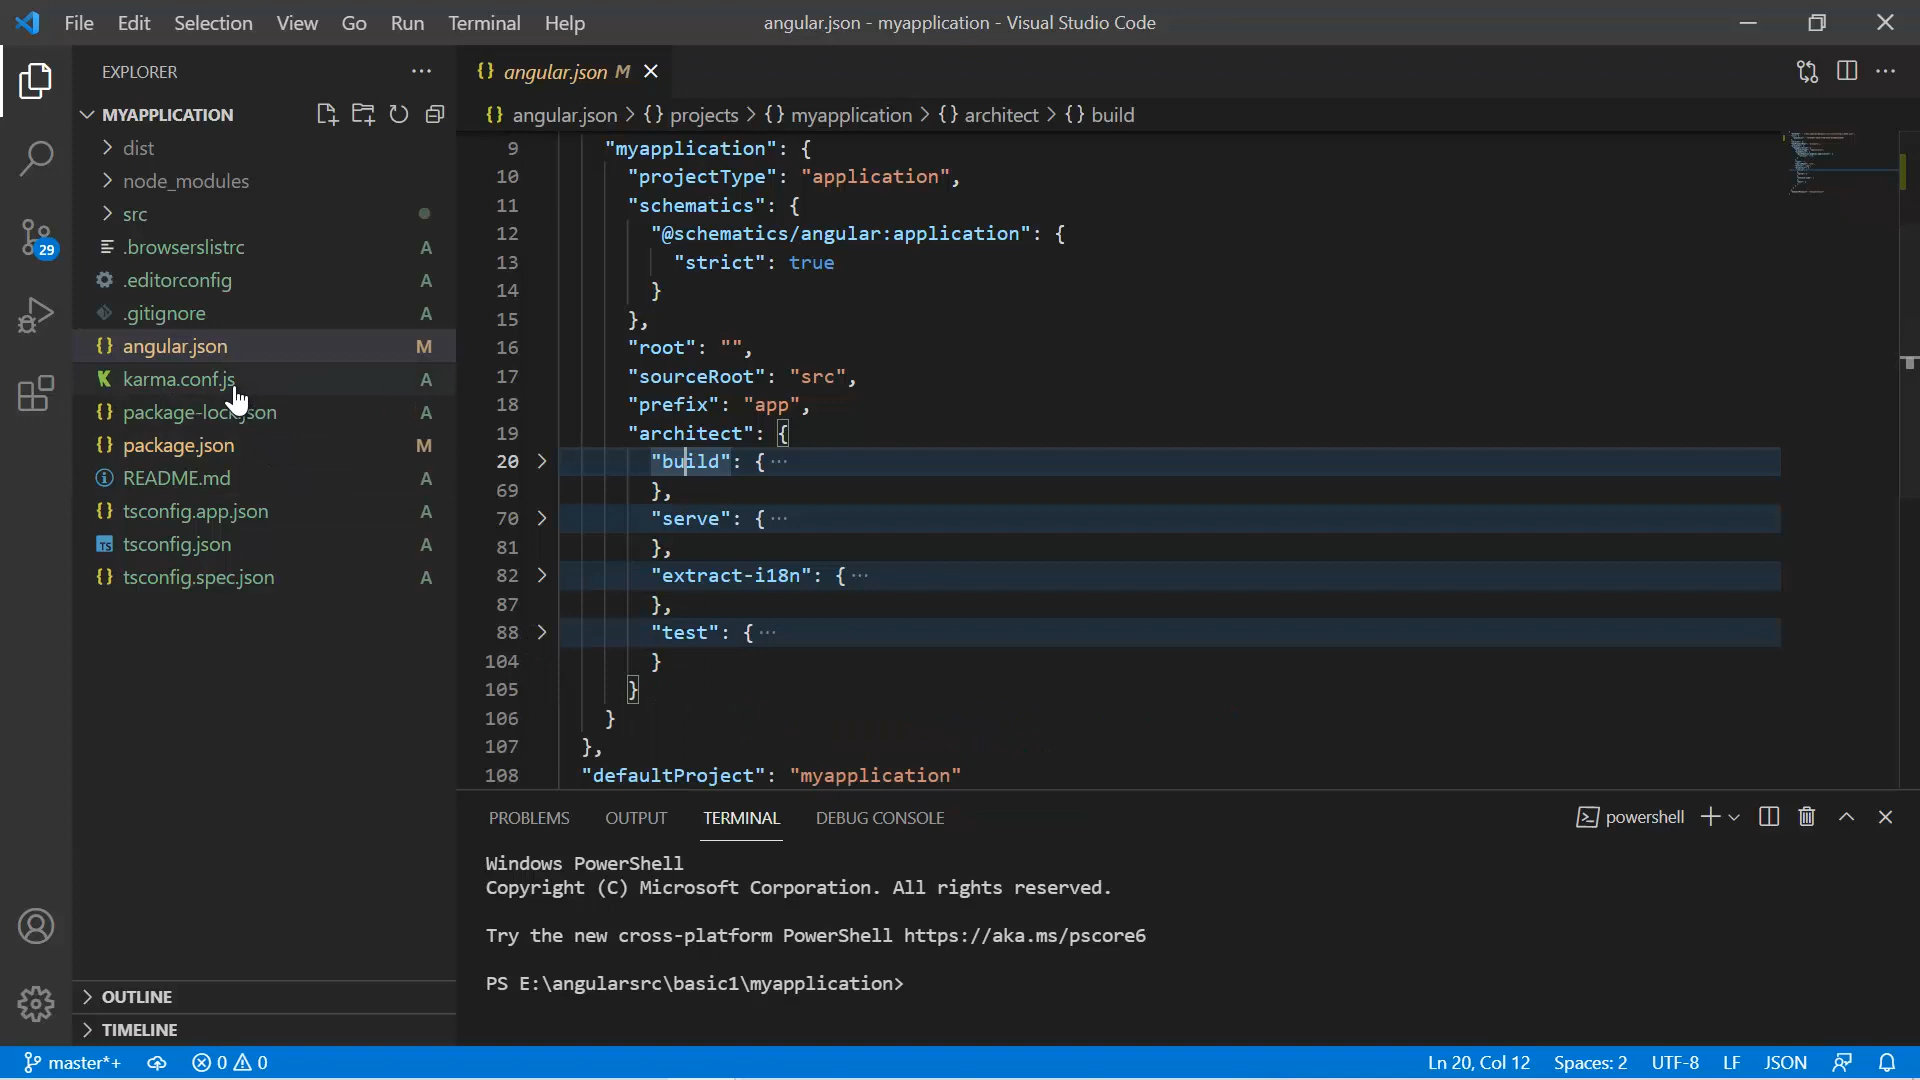 File Edit Selection View Go Run Terminal Help
angular.json - myapplication - Visual Studio Code
EXPLORER
MYAPPLICATION
dist
node_modules
src
.browserslistrc A
.editorconfig A
.gitignore A
angular.json M
karma.conf.js A
package-lock.json A
package.json M
README.md A
tsconfig.app.json A
tsconfig.json A
tsconfig.spec.json A
OUTLINE
TIMELINE
29
angular.json M
angular.json > {} projects > {} myapplication > {} architect > {} build
9 "myapplication": {
10 "projectType": "application",
11 "schematics": {
12 "@schematics/angular:application": {
13 "strict": true
14 }
15 },
16 "root": "",
17 "sourceRoot": "src",
18 "prefix": "app",
19 "architect": {
20 "build": { ···
69 },
70 "serve": { ···
81 },
82 "extract-i18n": { ···
87 },
88 "test": { ···
104 }
105 }
106 }
107 },
108 "defaultProject": "myapplication"
PROBLEMS OUTPUT TERMINAL DEBUG CONSOLE
powershell
Windows PowerShell
Copyright (C) Microsoft Corporation. All rights reserved.
Try the new cross-platform PowerShell https://aka.ms/pscore6
PS E:\angularsrc\basic1\myapplication>
master*+ 0 0
Ln 20, Col 12 Spaces: 2 UTF-8 LF JSON